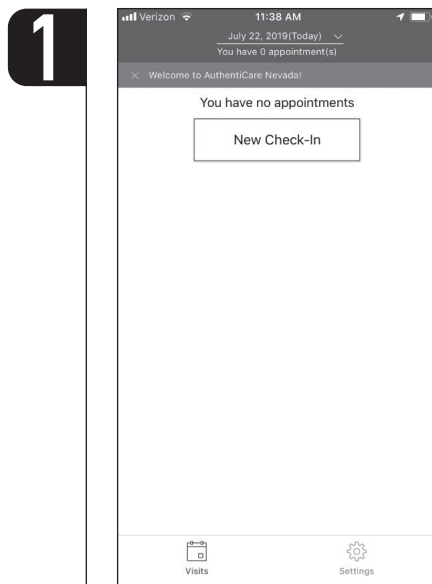 1
Verizon 11:38 AM
July 22, 2019(Today)
You have 0 appointment(s)
× Welcome to AuthentiCare Nevada!
You have no appointments
New Check-In
Visits Settings